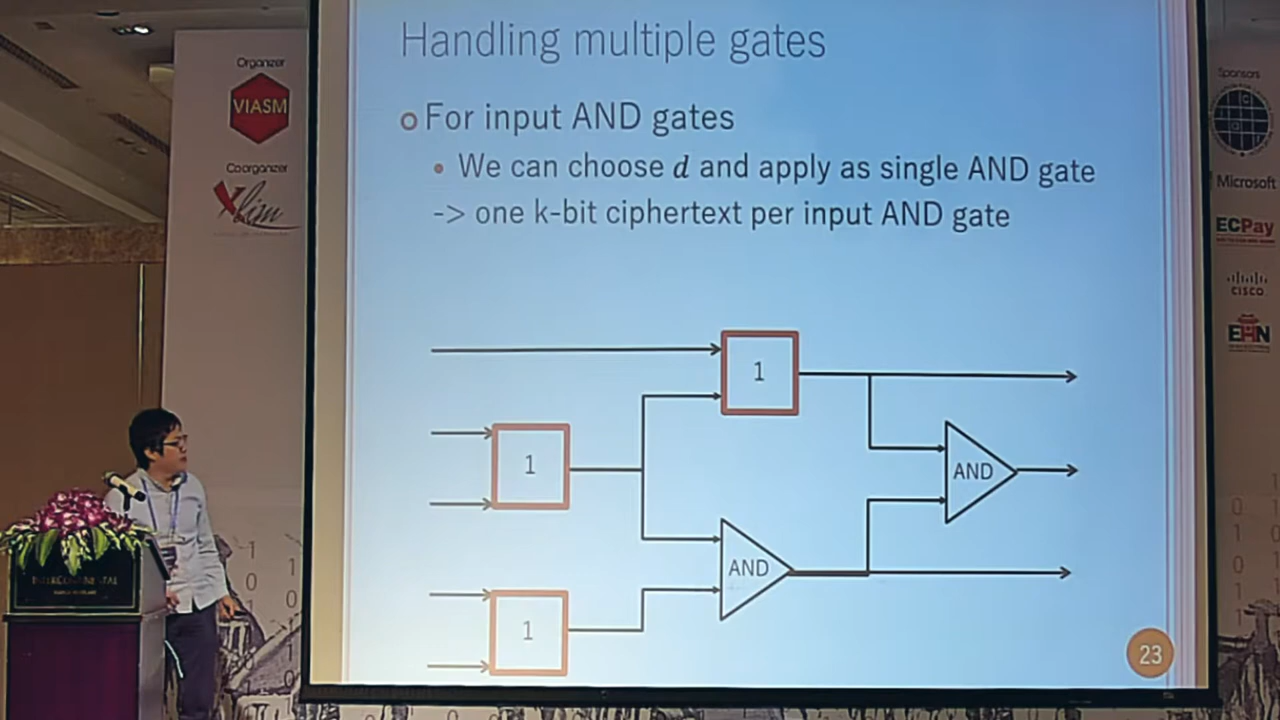 Handling multiple gates
For input AND gates
We can choose d and apply as single AND gate
-> one k-bit ciphertext per input AND gate
1
1
AND
AND
1
23
Organizer
VIASM
Coorganizer
Xlim
INTERCONTINENTAL
Sponsors
Microsoft
ECPay
CISCO